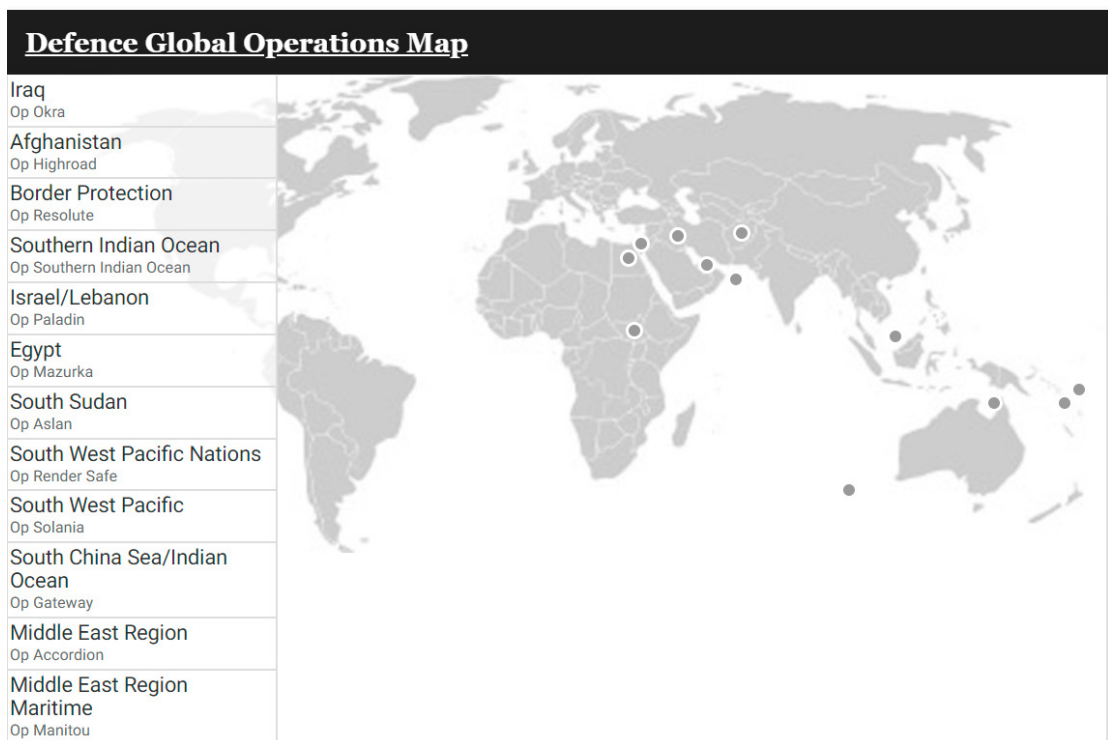 Defence Global Operations Map
Iraq
Op Okra
Afghanistan
Op Highroad
Border Protection
Op Resolute
Southern Indian Ocean
Op Southern Indian Ocean
Israel/Lebanon
Op Paladin
Egypt
Op Mazurka
South Sudan
Op Aslan
South West Pacific Nations
Op Render Safe
South West Pacific
Op Solania
South China Sea/Indian
Ocean
Op Gateway
Middle East Region
Op Accordion
Middle East Region
Maritime
Op Manitou